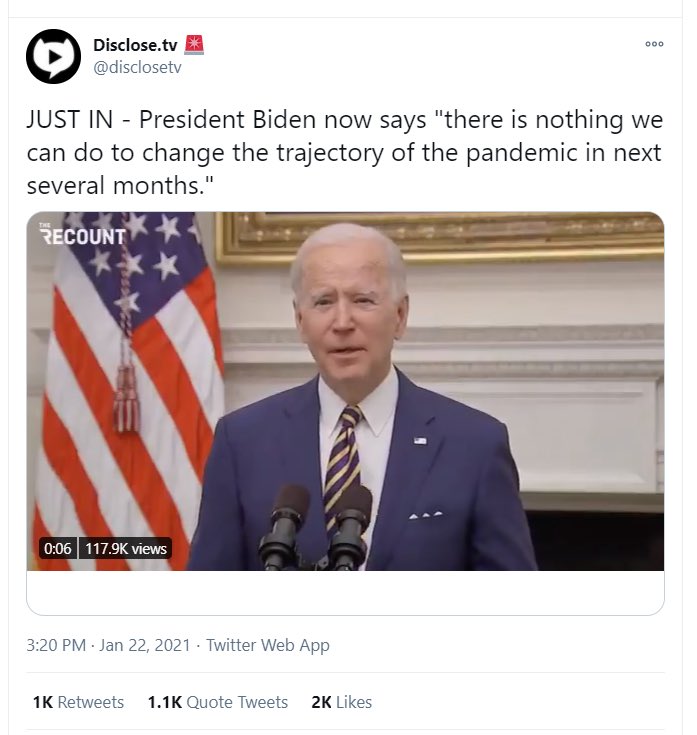 Disclose.tv
@disclosetv
JUST IN - President Biden now says "there is nothing we
can do to change the trajectory of the pandemic in next
several months."
THE
RECOUNT
0:06 117.9K views
3:20 PM · Jan 22, 2021 · Twitter Web App
1K Retweets 1.1K Quote Tweets 2K Likes